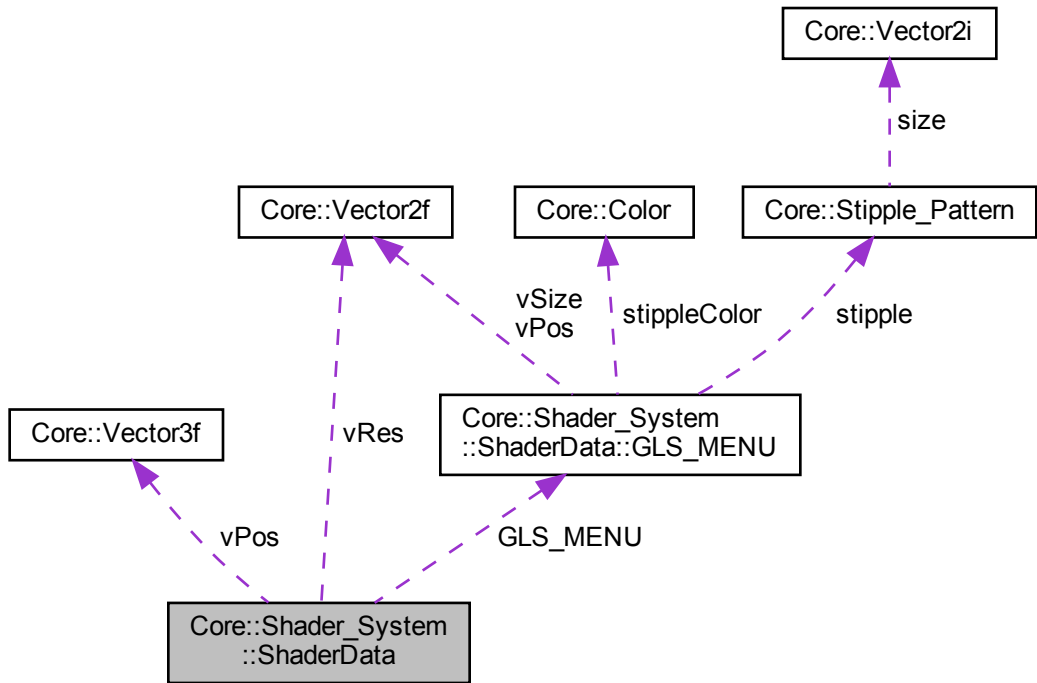 Core::Vector2i
size
Core::Vector2f
Core::Color
Core::Stipple_Pattern
vSize
vPos
stippleColor
stipple
Core::Vector3f
vRes
Core::Shader_System
::ShaderData::GLS_MENU
vPos
GLS_MENU
Core::Shader_System
::ShaderData